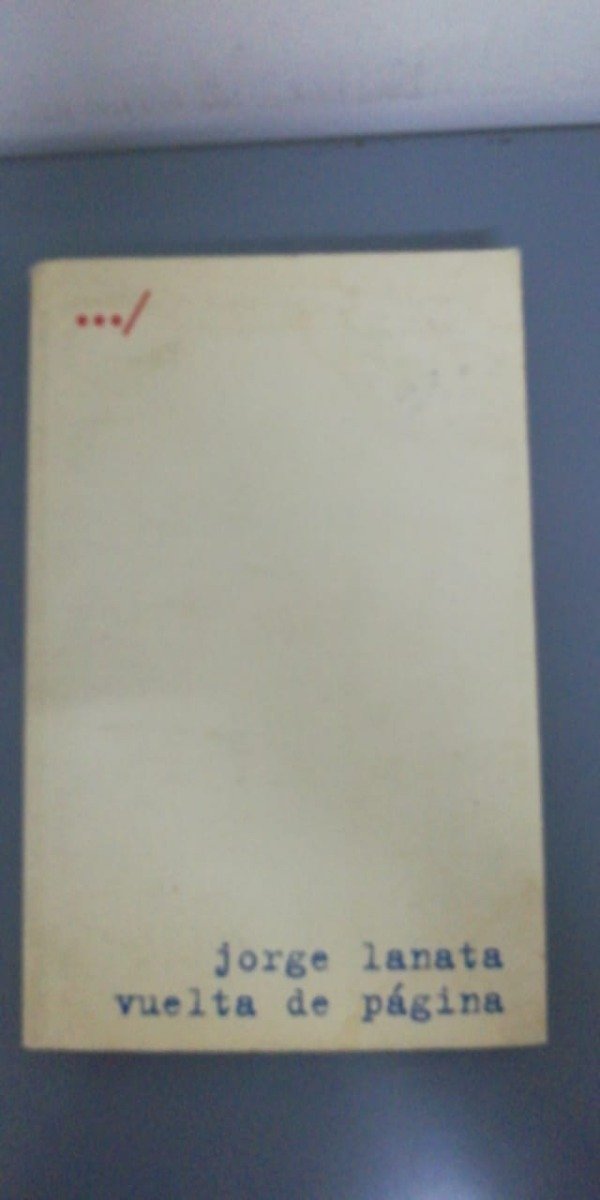 .../
jorge lanata
vuelta de página